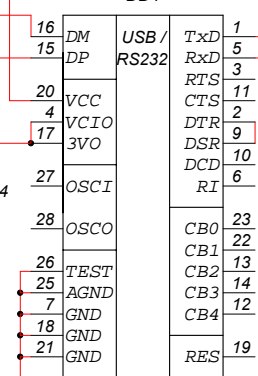 16 DM USB/ TxD 1
15 DP RS232 RxD 5
RTS 3
20 VCC CTS 11
4 VCIO DTR 2
17 3VO DSR 9
DCD 10
27 OSCI RI 6
4
28 OSCO CB0 23
CB1 22
26 TEST CB2 13
25 AGND CB3 14
7 GND CB4 12
18 GND
21 GND RES 19